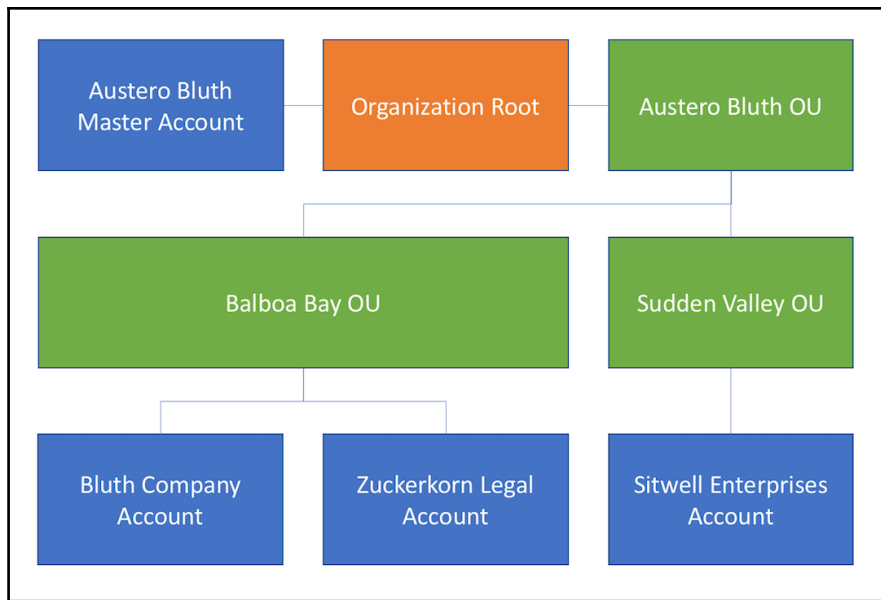 Austero Bluth
Master Account
Organization Root
Austero Bluth OU
Balboa Bay OU
Sudden Valley OU
Bluth Company
Account
Zuckerkorn Legal
Account
Sitwell Enterprises
Account